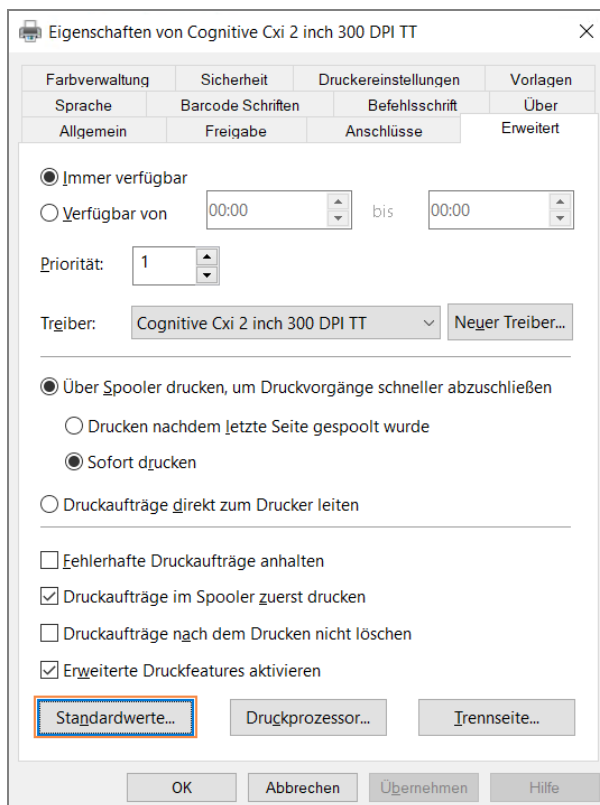 Eigenschaften von Cognitive Cxi 2 inch 300 DPI TT
Farbverwaltung Sicherheit Druckereinstellungen Vorlagen
Sprache Barcode Schriften Befehlsschrift Über
Allgemein Freigabe Anschlüsse Erweitert
Immer verfügbar
Verfügbar von 00:00 bis 00:00
Priorität: 1
Treiber: Cognitive Cxi 2 inch 300 DPI TT Neuer Treiber...
Über Spooler drucken, um Druckvorgänge schneller abzuschließen
Drucken nachdem letzte Seite gespoolt wurde
Sofort drucken
Druckaufträge direkt zum Drucker leiten
Fehlerhafte Druckaufträge anhalten
Druckaufträge im Spooler zuerst drucken
Druckaufträge nach dem Drucken nicht löschen
Erweiterte Druckfeatures aktivieren
Standardwerte... Druckprozessor... Trennseite...
OK Abbrechen Übernehmen Hilfe